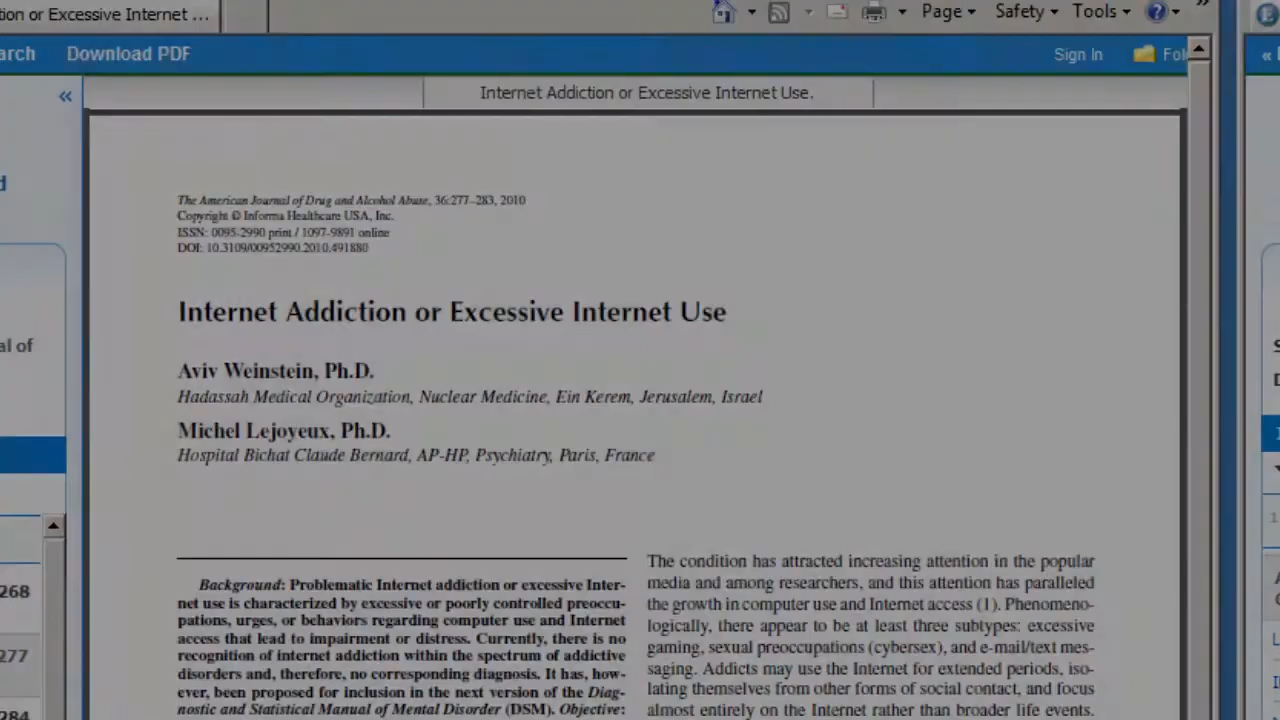 ion or Excessive Internet ...
Page
Safety
Tools
arch
Download PDF
Sign In
Internet Addiction or Excessive Internet Use.
The American Journal of Drug and Alcohol Abuse, 36:277–283, 2010
Copyright © Informa Healthcare USA, Inc.
ISSN: 0095-2990 print / 1097-9891 online
DOI: 10.3109/00952990.2010.491880
Internet Addiction or Excessive Internet Use
Aviv Weinstein, Ph.D.
Hadassah Medical Organization, Nuclear Medicine, Ein Kerem, Jerusalem, Israel
al of
Michel Lejoyeux, Ph.D.
Hospital Bichat Claude Bernard, AP-HP, Psychiatry, Paris, France
268
277
284
Background: Problematic Internet addiction or excessive Inter-
net use is characterized by excessive or poorly controlled preoccu-
pations, urges, or behaviors regarding computer use and Internet
access that lead to impairment or distress. Currently, there is no
recognition of internet addiction within the spectrum of addictive
disorders and, therefore, no corresponding diagnosis. It has, how-
ever, been proposed for inclusion in the next version of the Diag-
nostic and Statistical Manual of Mental Disorder (DSM). Objective:
The condition has attracted increasing attention in the popular
media and among researchers, and this attention has paralleled
the growth in computer use and Internet access (1). Phenomeno-
logically, there appear to be at least three subtypes: excessive
gaming, sexual preoccupations (cybersex), and e-mail/text mes-
saging. Addicts may use the Internet for extended periods, iso-
lating themselves from other forms of social contact, and focus
almost entirely on the Internet rather than broader life events.